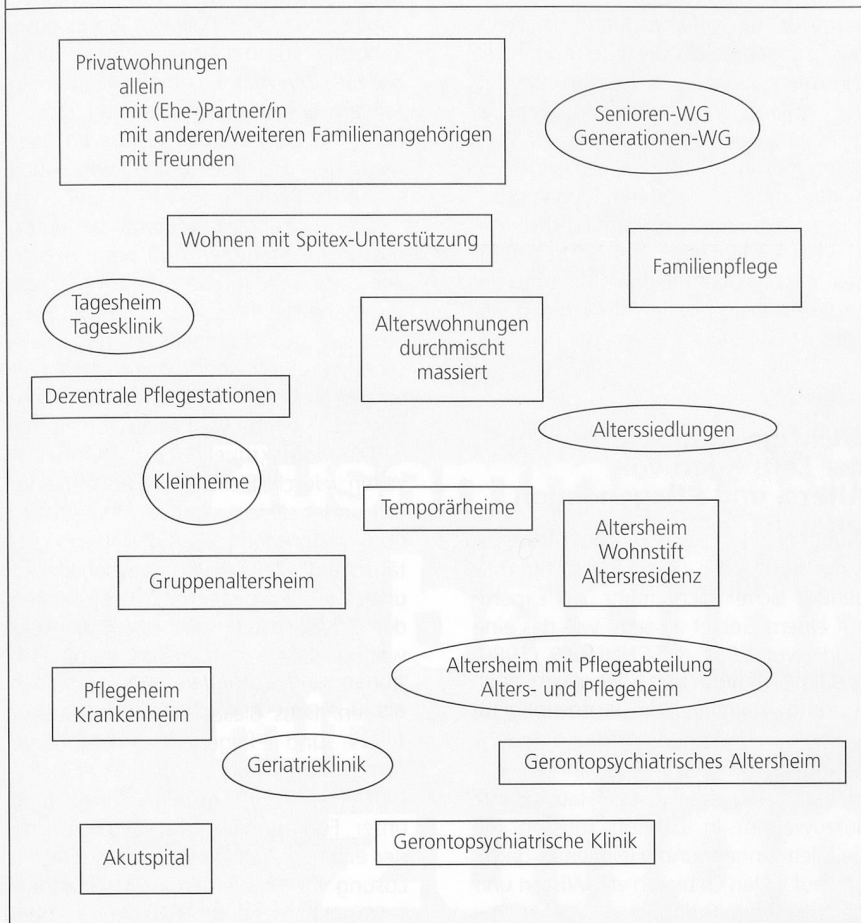 Privatwohnungen
allein
mit (Ehe-)Partner/in
mit anderen/weiteren Familienangehörigen
mit Freunden
Senioren-WG
Generationen-WG
Wohnen mit Spitex-Unterstützung
Familienpflege
Tagesheim
Tagesklinik
Alterswohnungen
durchmischt
massiert
Dezentrale Pflegestationen
Alterssiedlungen
Kleinheime
Temporärheime
Altersheim
Wohnstift
Altersresidenz
Gruppenaltersheim
Altersheim mit Pflegeabteilung
Alters- und Pflegeheim
Pflegeheim
Krankenheim
Geriatrieklinik
Gerontopsychiatrisches Altersheim
Gerontopsychiatrische Klinik
Akutspital